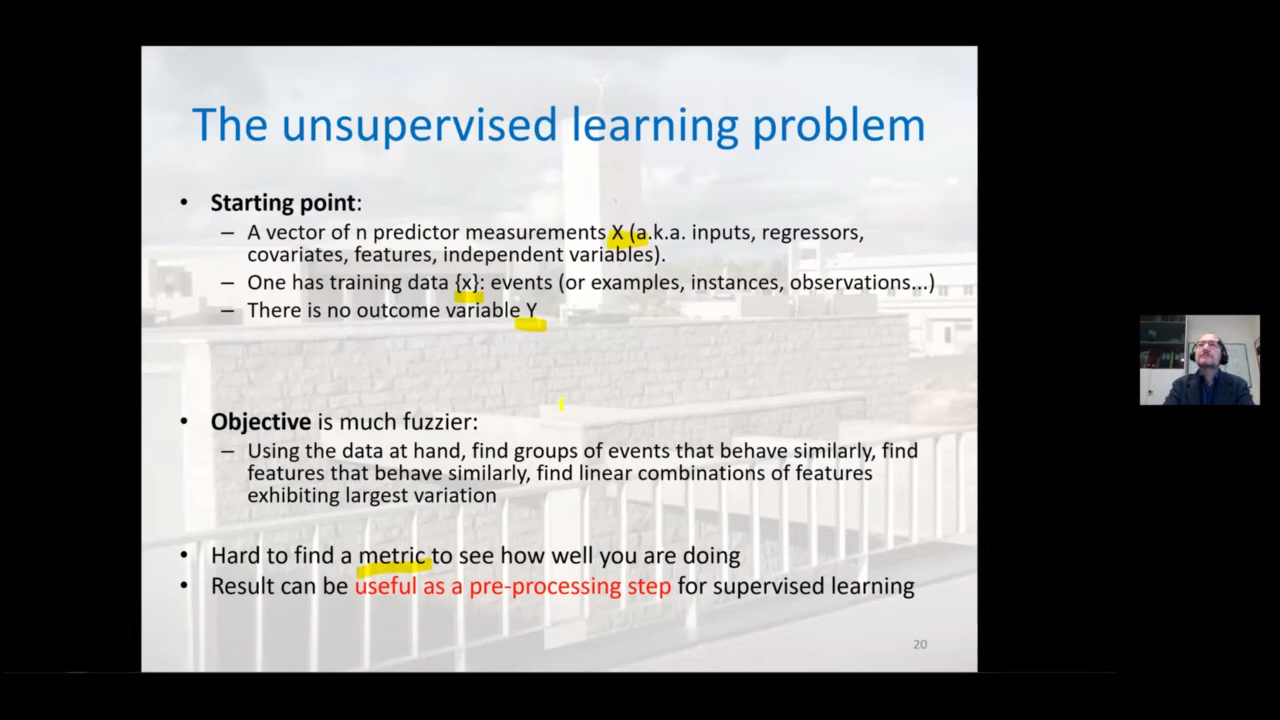 The unsupervised learning problem
• Starting point:
– A vector of n predictor measurements X (a.k.a. inputs, regressors,
covariates, features, independent variables).
– One has training data {x}: events (or examples, instances, observations...)
– There is no outcome variable Y
• Objective is much fuzzier:
– Using the data at hand, find groups of events that behave similarly, find
features that behave similarly, find linear combinations of features
exhibiting largest variation
• Hard to find a metric to see how well you are doing
• Result can be useful as a pre-processing step for supervised learning
20